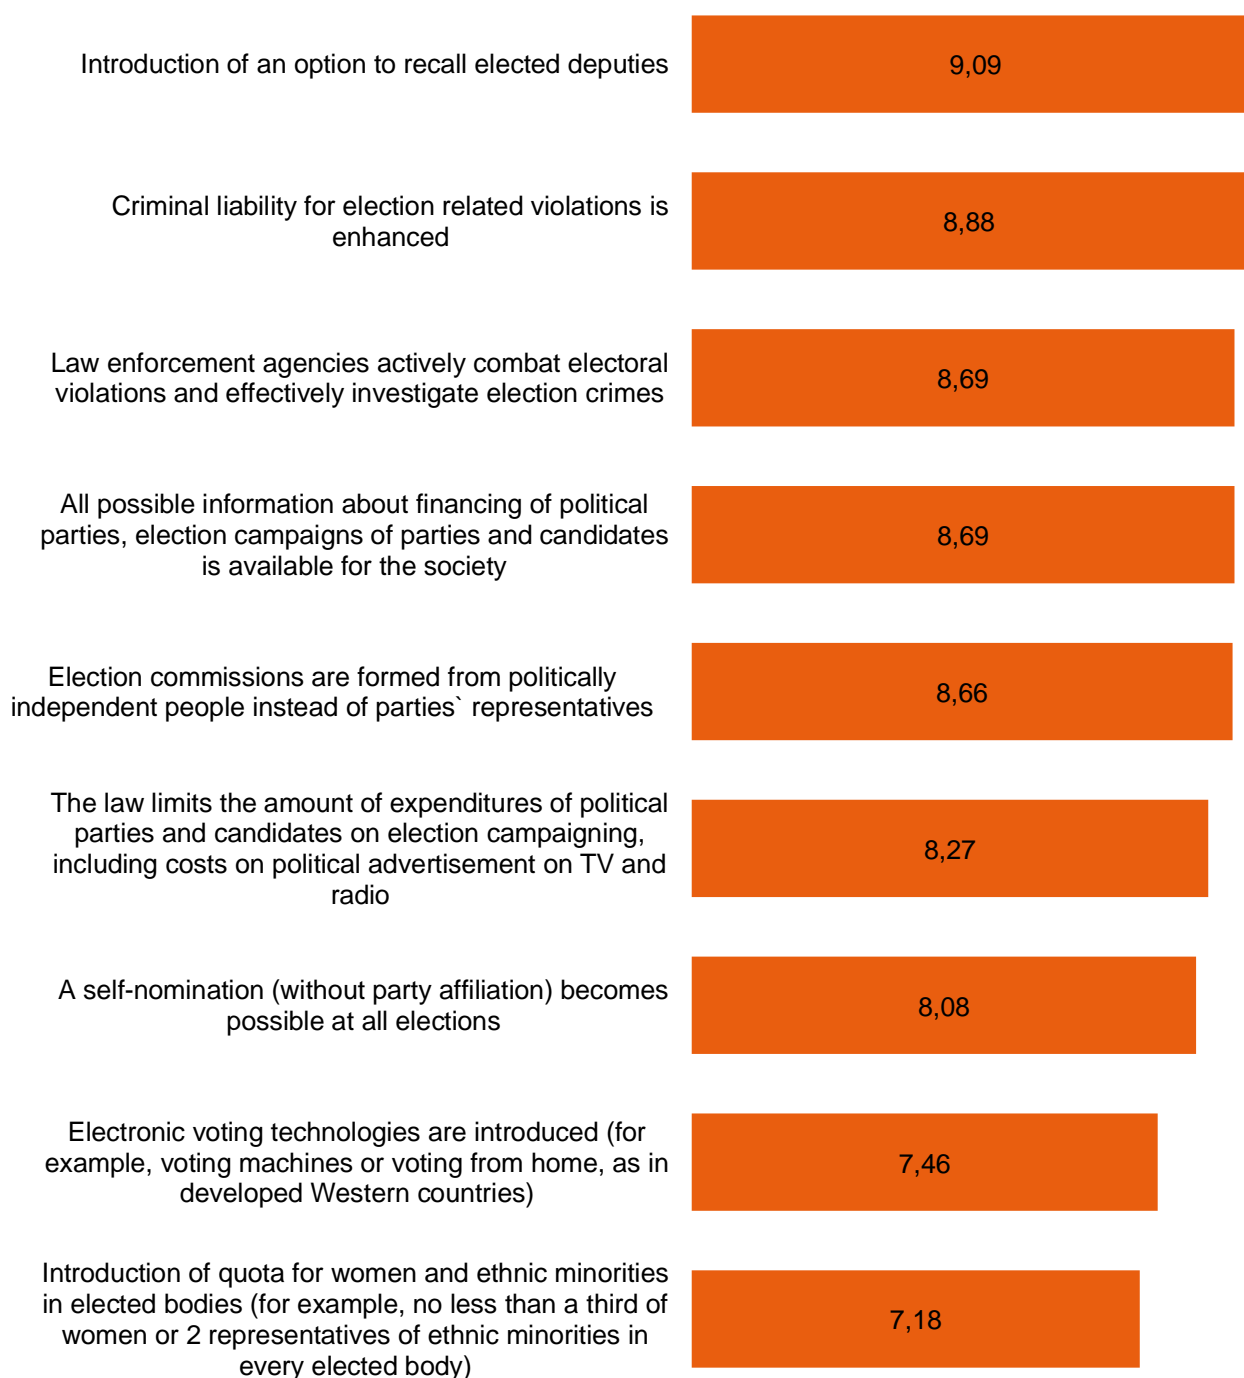 Introduction of an option to recall elected deputies
9,09
Criminal liability for election related violations is
enhanced
8,88
Law enforcement agencies actively combat electoral
violations and effectively investigate election crimes
8,69
All possible information about financing of political
parties, election campaigns of parties and candidates
is available for the society
8,69
Election commissions are formed from politically
independent people instead of parties` representatives
8,66
The law limits the amount of expenditures of political
parties and candidates on election campaigning,
including costs on political advertisement on TV and
radio
8,27
A self-nomination (without party affiliation) becomes
possible at all elections
8,08
Electronic voting technologies are introduced (for
example, voting machines or voting from home, as in
developed Western countries)
7,46
Introduction of quota for women and ethnic minorities
in elected bodies (for example, no less than a third of
women or 2 representatives of ethnic minorities in
every elected body)
7,18